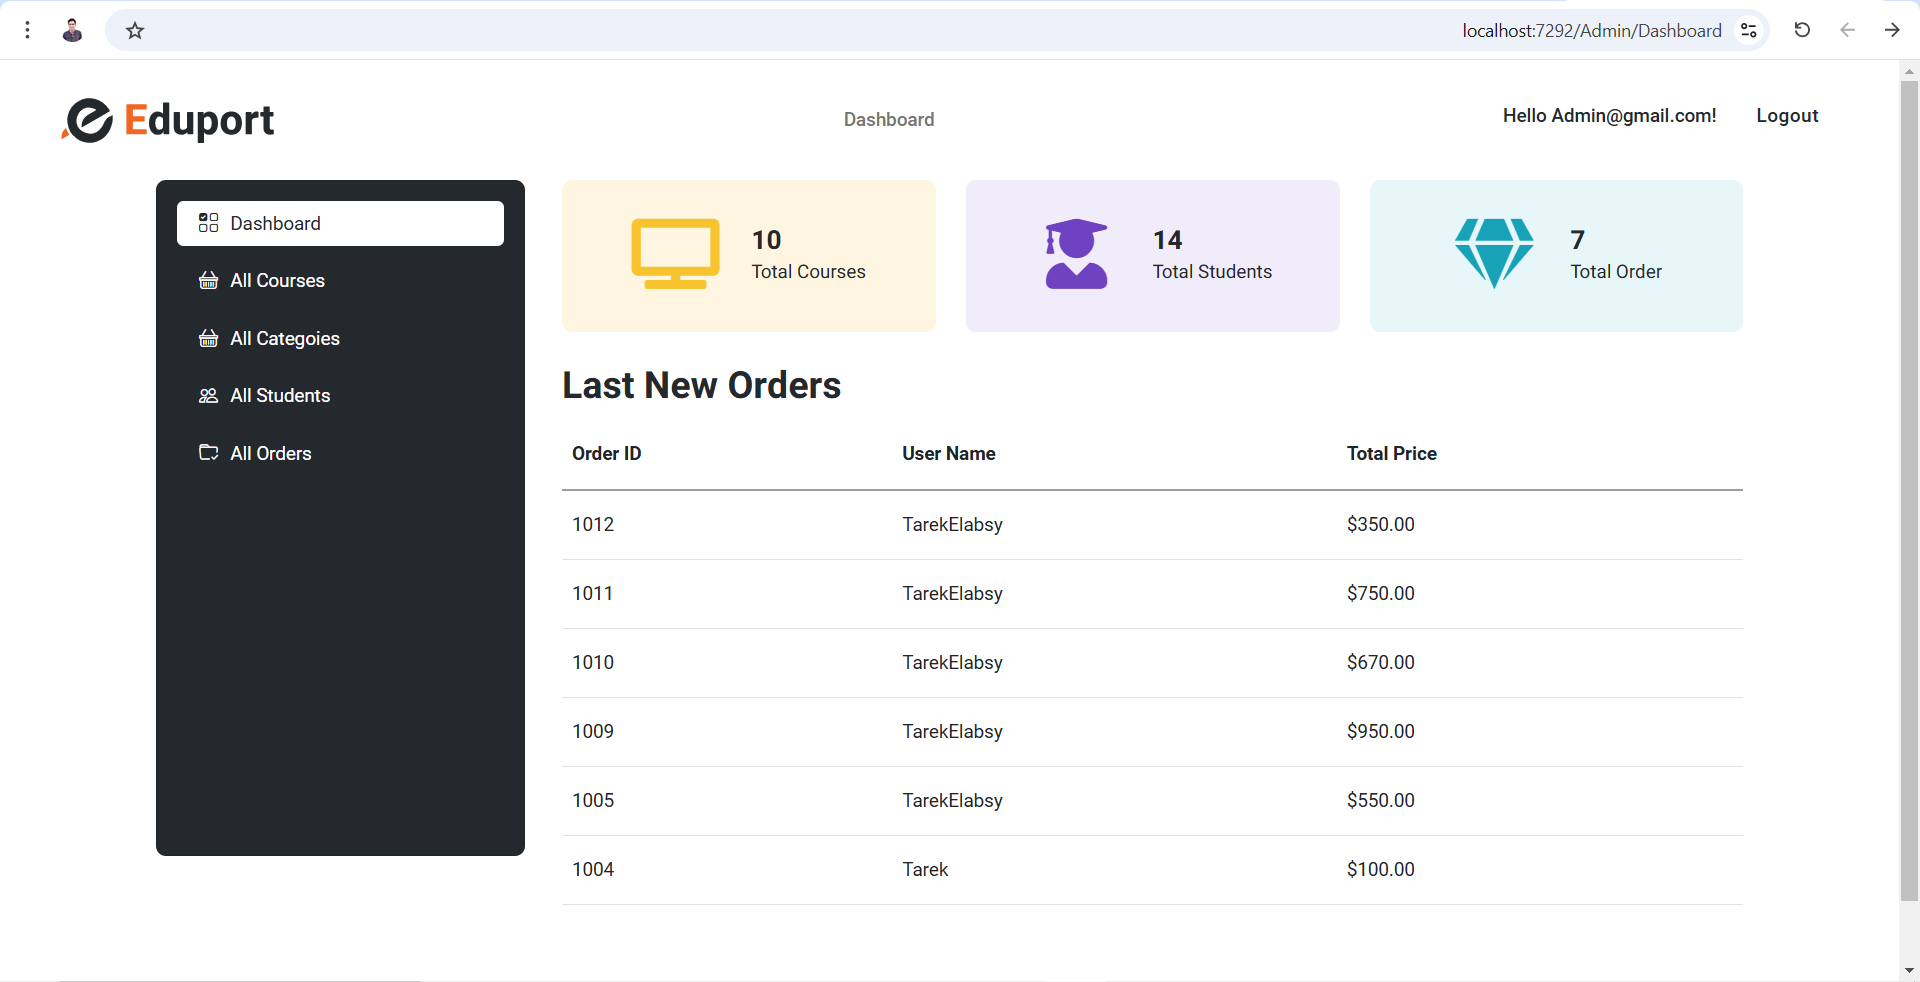 localhost:7292/Admin/Dashboard
Eduport
Dashboard
Hello Admin@gmail.com!
Logout
Dashboard
All Courses
All Categoies
All Students
All Orders
10
Total Courses
14
Total Students
7
Total Order
Last New Orders
Order ID User Name Total Price
1012 TarekElabsy $350.00
1011 TarekElabsy $750.00
1010 TarekElabsy $670.00
1009 TarekElabsy $950.00
1005 TarekElabsy $550.00
1004 Tarek $100.00